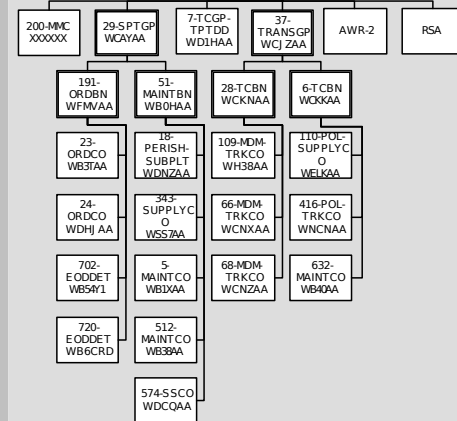 200-MMC
XXXXXX
29-SPTGP
WCAYAA
7-TCGP-
TPTDD
WD1HAA
37-
TRANSGP
WCJZAA
AWR-2
RSA
191-
ORDBN
WFMVAA
51-
MAINTBN
WB0HAA
28-TCBN
WCKNAA
6-TCBN
WCKKAA
23-
ORDCO
WB3TAA
18-
PERISH-
SUBPLT
WDNZAA
109-MDM-
TRKCO
WH38AA
110-POL-
SUPPLYC
O
WELKAA
24-
ORDCO
WDHJAA
343-
SUPPLYC
O
WSS7AA
66-MDM-
TRKCO
WCNXAA
416-POL-
TRKCO
WNCNAA
702-
EODDET
WB54Y1
5-
MAINTCO
WB1XAA
68-MDM-
TRKCO
WCNZAA
632-
MAINTCO
WB40AA
720-
EODDET
WB6CRD
512-
MAINTCO
WB38AA
574-SSCO
WDCQAA